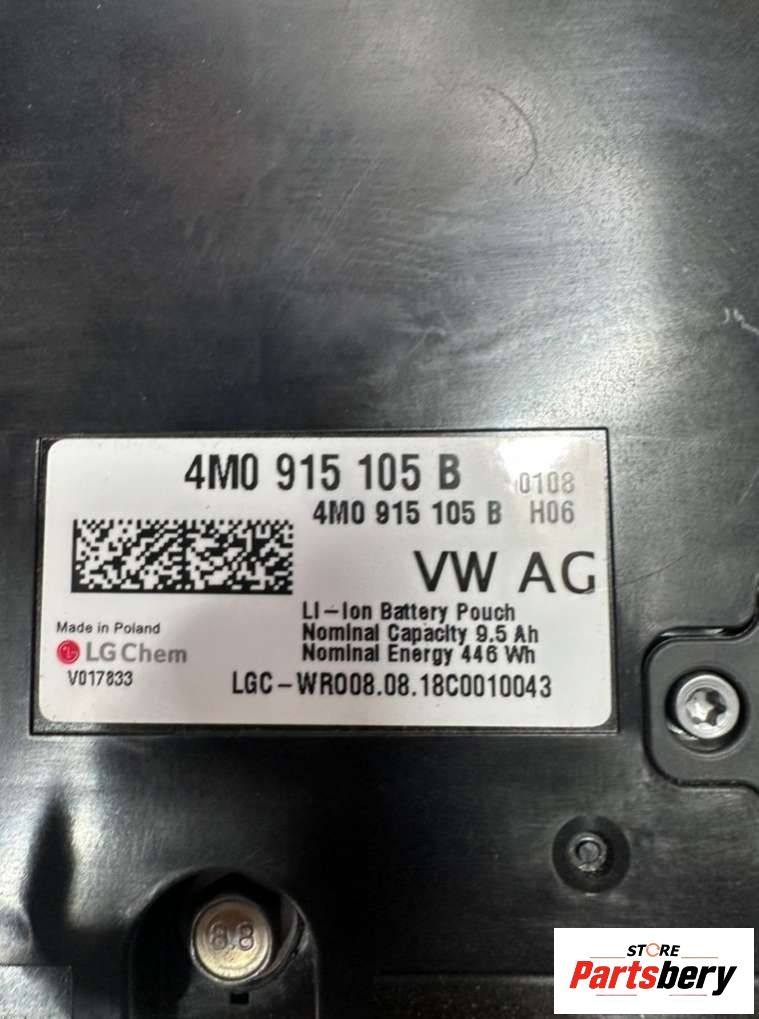 4M0 915 105 B 0108
4M0 915 105 B H06
VW AG
Made in Poland
LG Chem
V017833
LI-Ion Battery Pouch
Nominal Capacity 9.5 Ah
Nominal Energy 446 Wh
LGC-WR008.08.18C0010043
8.8
STORE
Partsbery